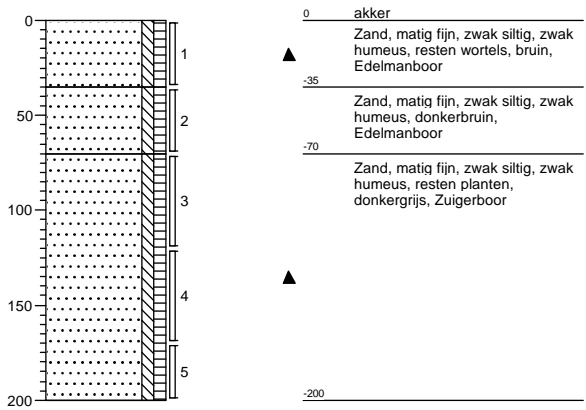 0
50
100
150
200
1
2
3
4
5
0 akker
Zand, matig fijn, zwak siltig, zwak
humeus, resten wortels, bruin,
Edelmanboor
-35
Zand, matig fijn, zwak siltig, zwak
humeus, donkerbruin,
Edelmanboor
-70
Zand, matig fijn, zwak siltig, zwak
humeus, resten planten,
donkergrijs, Zuigerboor
-200